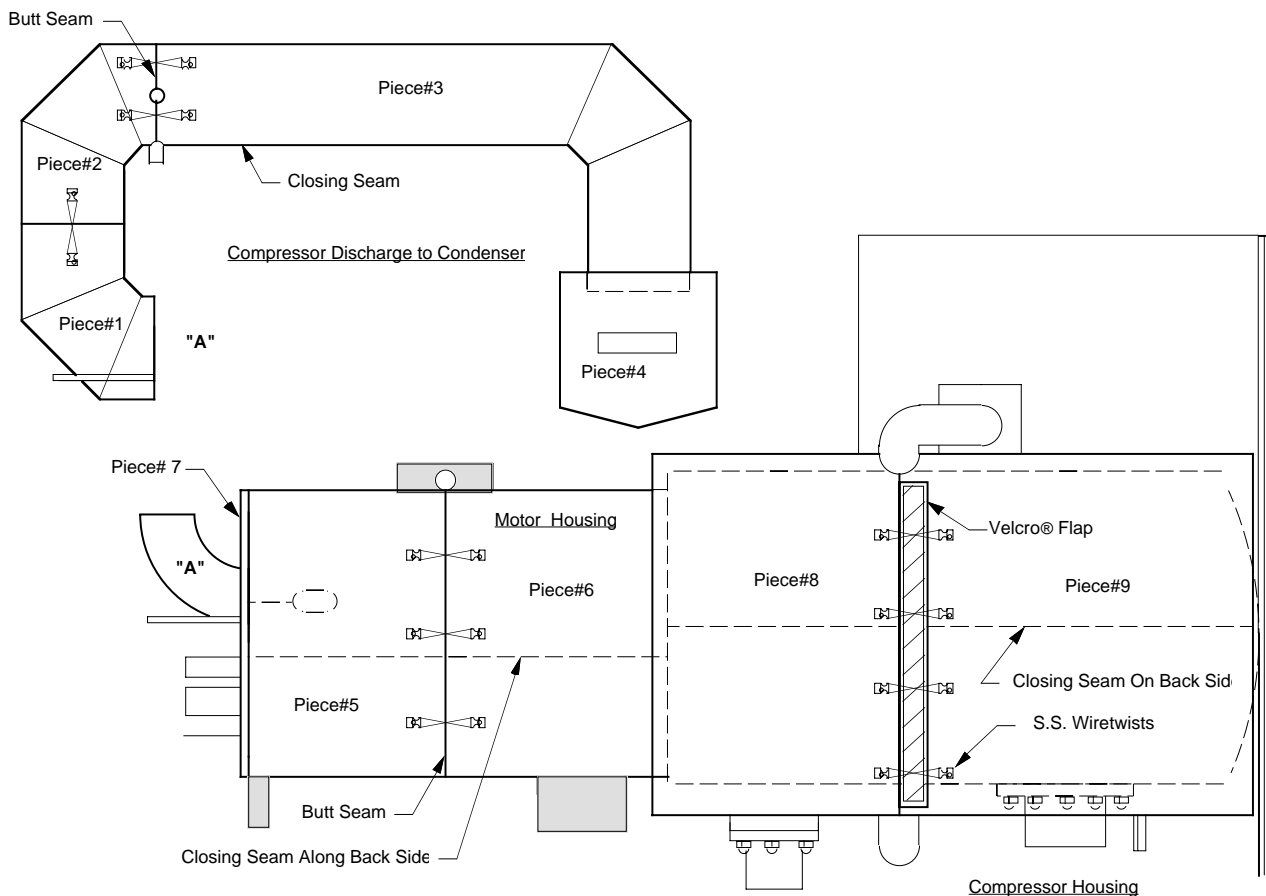 Butt Seam
Piece#3
Piece#2
Closing Seam
Compressor Discharge to Condenser
Piece#1
"A"
Piece#4
Piece# 7
Motor Housing
Velcro® Flap
"A"
Piece#8
Piece#9
Piece#6
Closing Seam On Back Sid
Piece#5
S.S. Wiretwists
Butt Seam
Closing Seam Along Back Side
Compressor Housing